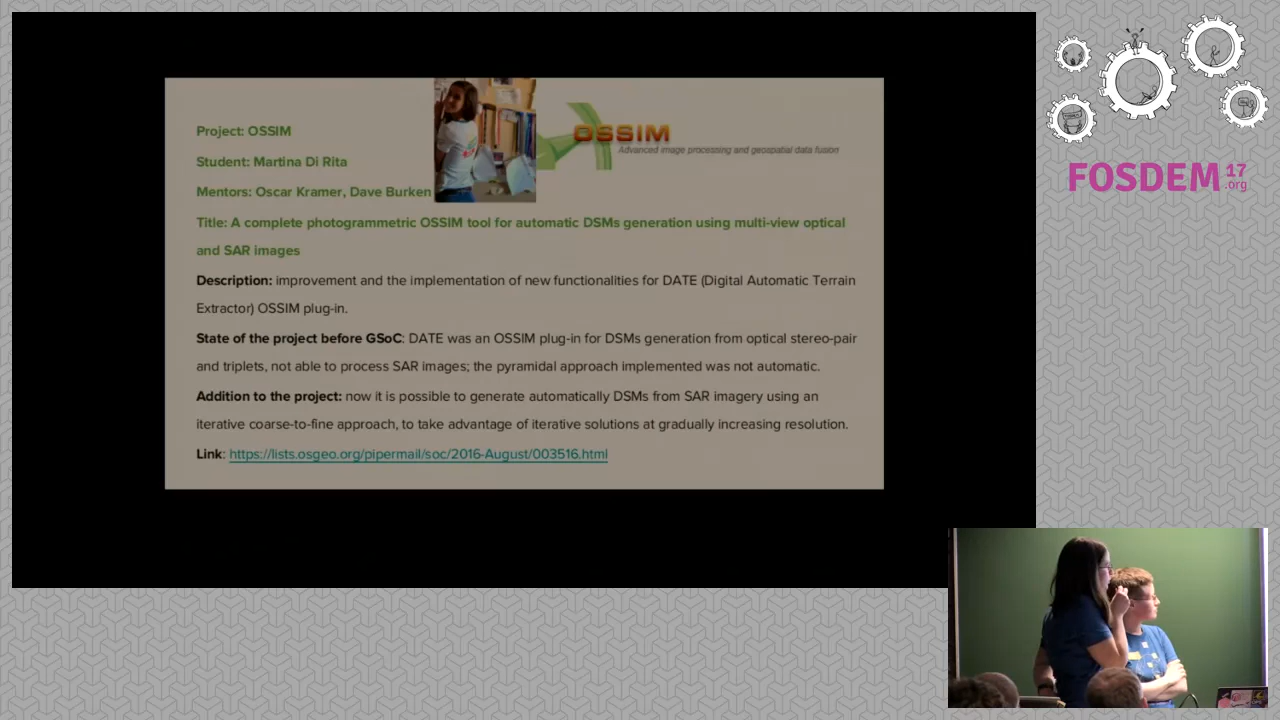 Project: OSSIM
OSSIM
Advanced image processing and geospatial data fusion
Student: Martina Di Rita
Mentors: Oscar Kramer, Dave Burken
Title: A complete photogrammetric OSSIM tool for automatic DSMs generation using multi-view optical
and SAR images
Description: improvement and the implementation of new functionalities for DATE (Digital Automatic Terrain
Extractor) OSSIM plug-in.
State of the project before GSoC: DATE was an OSSIM plug-in for DSMs generation from optical stereo-pair
and triplets, not able to process SAR images; the pyramidal approach implemented was not automatic.
Addition to the project: now it is possible to generate automatically DSMs from SAR imagery using an
iterative coarse-to-fine approach, to take advantage of iterative solutions at gradually increasing resolution.
Link: https://lists.osgeo.org/pipermail/soc/2016-August/003516.html
FOSDEM 17
.org